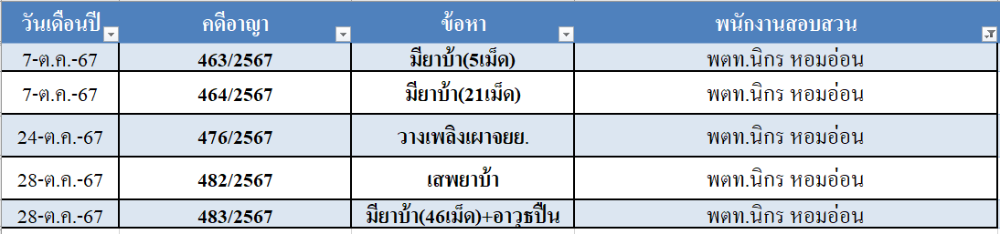 วันเดือนปี คดีอาญา ข้อหา พนักงานสอบสวน
7-ต.ค.-67 463/2567 มียาบ้า(5เม็ด) พตท.นิกร หอมอ่อน
7-ต.ค.-67 464/2567 มียาบ้า(21เม็ด) พตท.นิกร หอมอ่อน
24-ต.ค.-67 476/2567 วางเพลิงเผาจยย. พตท.นิกร หอมอ่อน
28-ต.ค.-67 482/2567 เสพยาบ้า พตท.นิกร หอมอ่อน
28-ต.ค.-67 483/2567 มียาบ้า(46เม็ด)+อาวุธปืน พตท.นิกร หอมอ่อน